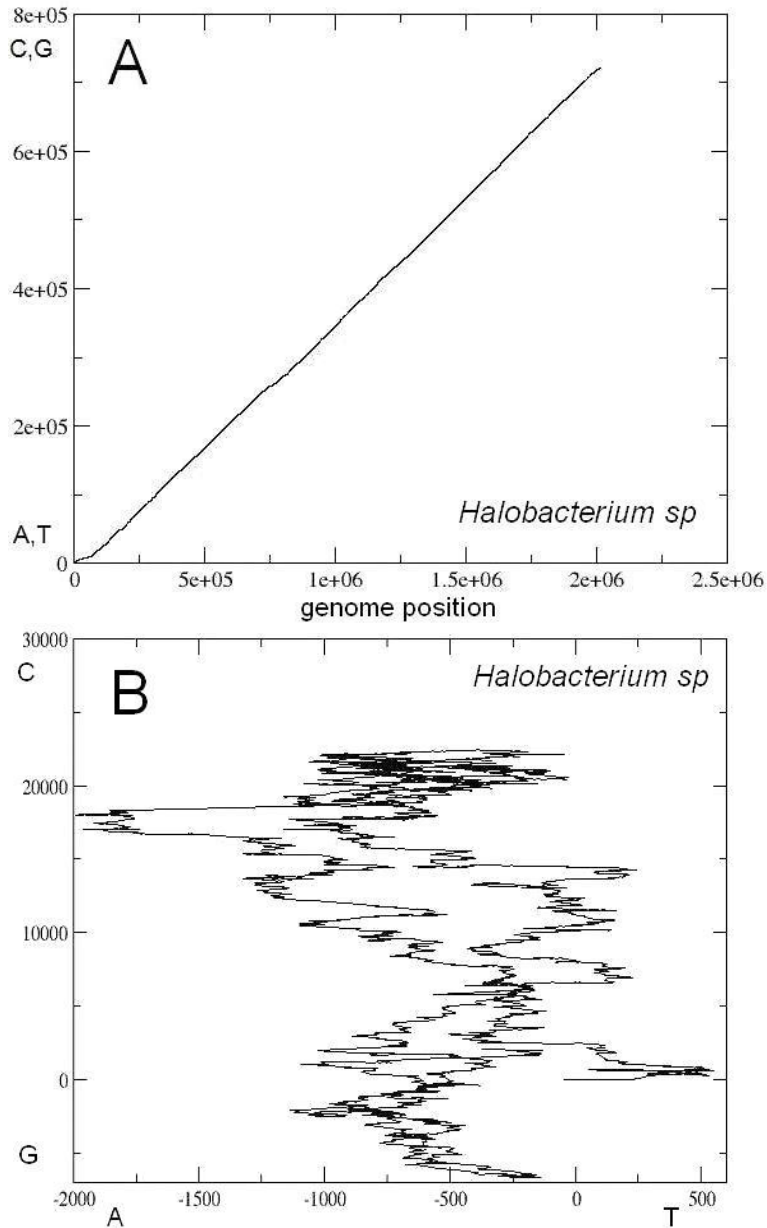 8e+05
C,G
A
6e+05
4e+05
2e+05
A,T
Halobacterium sp
0
0 5e+05 1e+06 1.5e+06 2e+06 2.5e+06
genome position
30000
C
Halobacterium sp
B
20000
10000
0
G
-2000 -1500 -1000 -500 0 500
A T